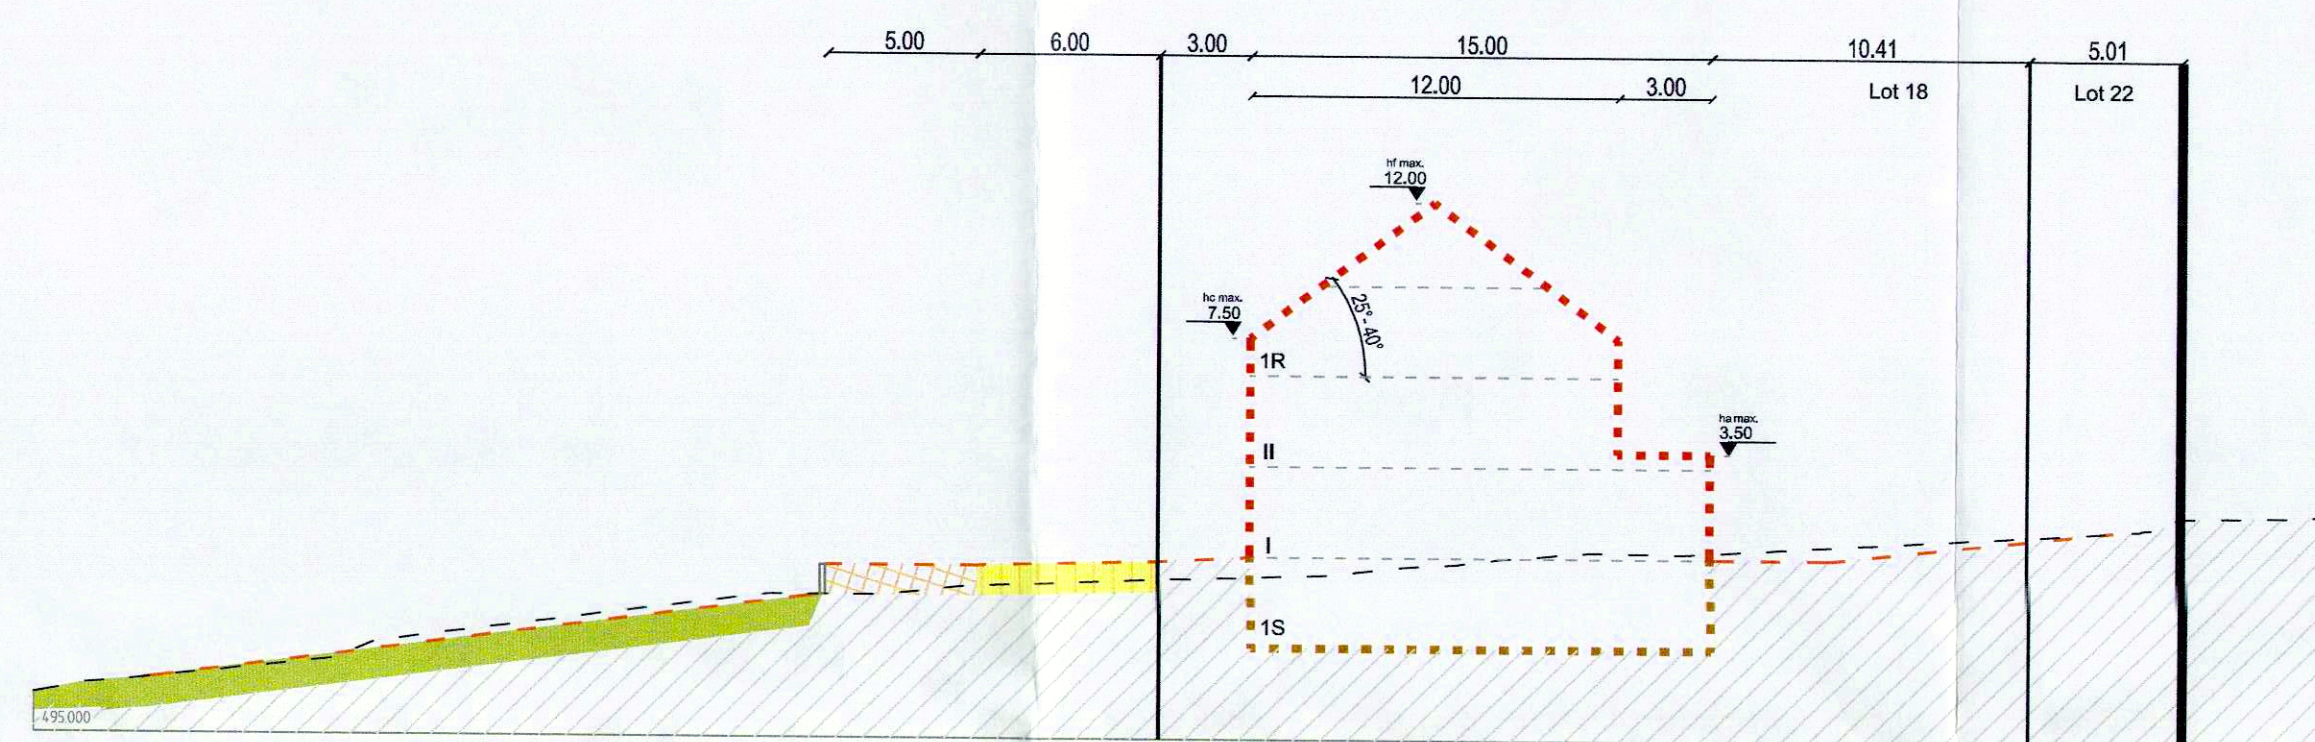 5.00 6.00 3.00 15.00 10.41 5.01
12.00 3.00 Lot 18 Lot 22
hf max.
12.00
hc max.
7.50
25°- 40°
1R
ha max.
3.50
II
I
1S
495.000